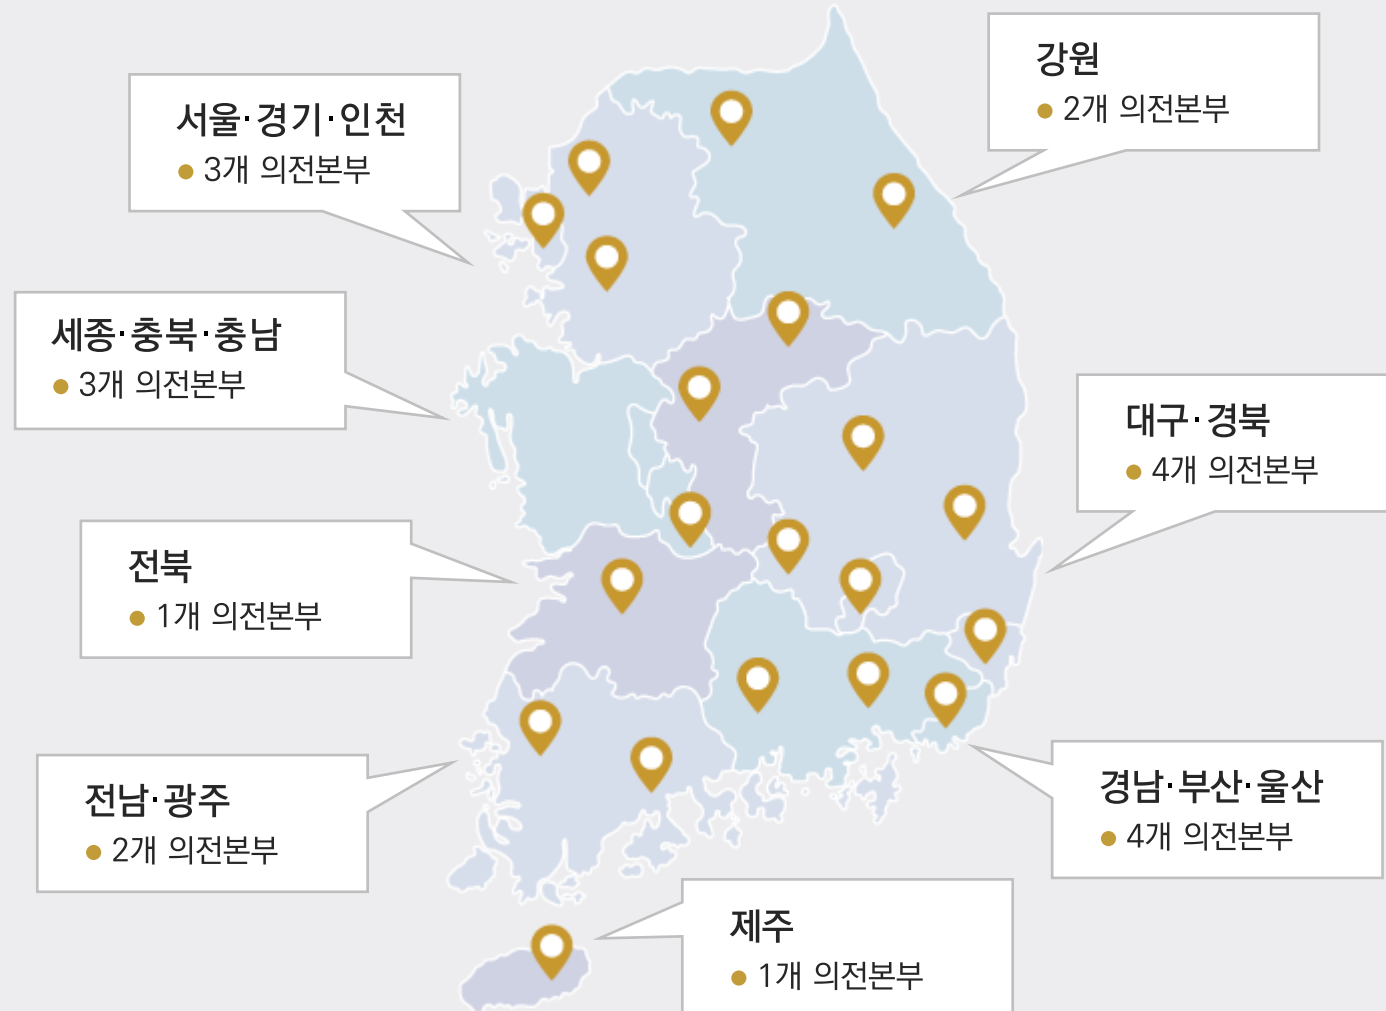 강원
● 2개 의전본부
서울·경기·인천
● 3개 의전본부
세종·충북·충남
● 3개 의전본부
대구·경북
● 4개 의전본부
전북
● 1개 의전본부
전남·광주
● 2개 의전본부
경남·부산·울산
● 4개 의전본부
제주
● 1개 의전본부